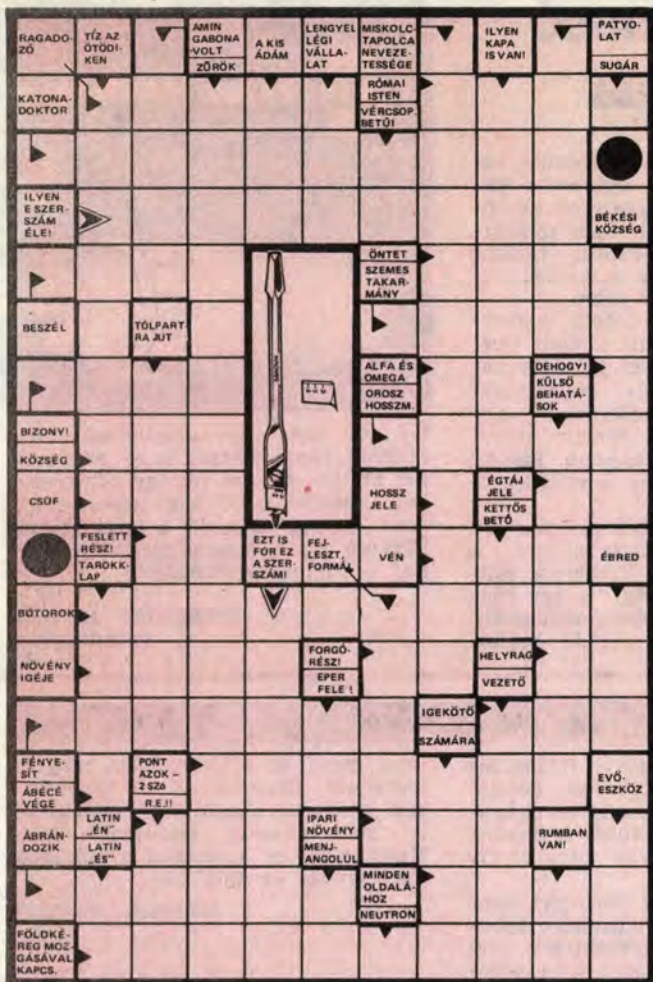 RAGADO-
ZÓ
TÍZ AZ
ÖTÖDI-
KEN
AMIN
GABONA
VOLT
ZŰRÖK
A KIS
ÁDÁM
LENGYEL
LÉGI
VÁLLA-
LAT
MISKOLC-
TAPOLCA
NEVEZE-
TESSÉGE
ILYEN
KAPA
IS VAN!
PATYO-
LAT
SUGÁR
KATONA-
DOKTOR
RÓMAI
ISTEN
VÉRCSOP.
BETŰI
ILYEN
E SZER-
SZÁM
ÉLE!
BÉKÉSI
KÖZSÉG
ÖNTET
SZEMES
TAKAR-
MÁNY
BESZÉL
TÚLPART-
RA JUT
ALFA ÉS
OMEGA
OROSZ
HOSSZM.
DEHOGY!
KÜLSŐ
BEHATÁ-
SOK
BIZONY!
KÖZSÉG
CSÚF
HOSSZ
JELE
ÉGTÁJ
JELE
KETTŐS
BETŰ
FESLETT
RÉSZ!
TAROKK-
LAP
EZT IS
FÚR EZ
A SZER-
SZÁM!
FEJ-
LESZT,
FORMÁL
VÉN
ÉBRED
BÚTOROK
NÖVÉNY
IGÉJE
FORGÓ-
RÉSZ!
EPER
FELE!
HELYRAG
VEZETŐ
IGEKÖTŐ
SZÁMÁRA
FÉNYE-
SÍT
ÁBÉCÉ
VÉGE
PONT
AZOK –
2 SZÓ
R.E.!!
EVŐ-
ESZKÖZ
ÁBRÁN-
DOZIK
LATIN
„ÉN”
LATIN
„ÉS”
IPARI
NÖVÉNY
MENJ-
ANGOLUL
RUMBAN
VAN!
MINDEN
OLDALÁ-
HOZ
NEUTRON
FÖLDKÉ-
REG MOZ-
GÁSÁVAL
KAPCS.